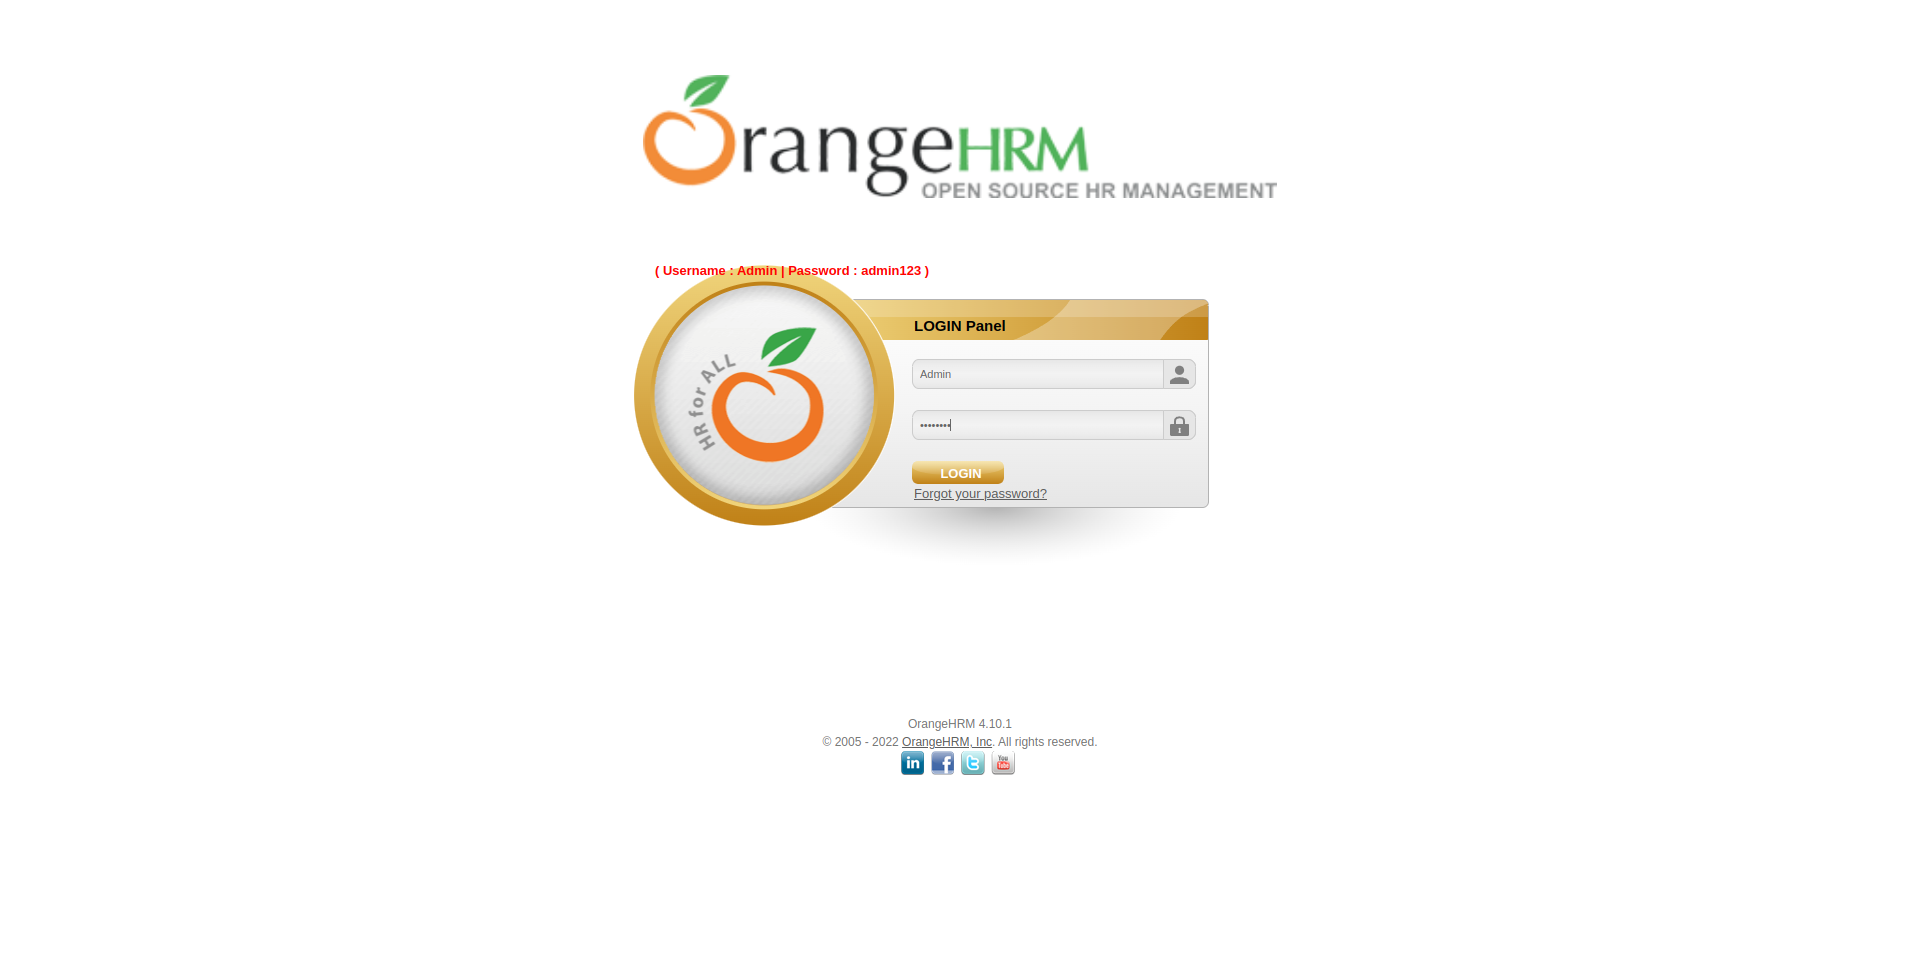 OrangeHRM
OPEN SOURCE HR MANAGEMENT
( Username : Admin | Password : admin123 )
HR for ALL
LOGIN Panel
Admin
••••••••
LOGIN
Forgot your password?
OrangeHRM 4.10.1
© 2005 - 2022 OrangeHRM, Inc. All rights reserved.
in f t You Tube